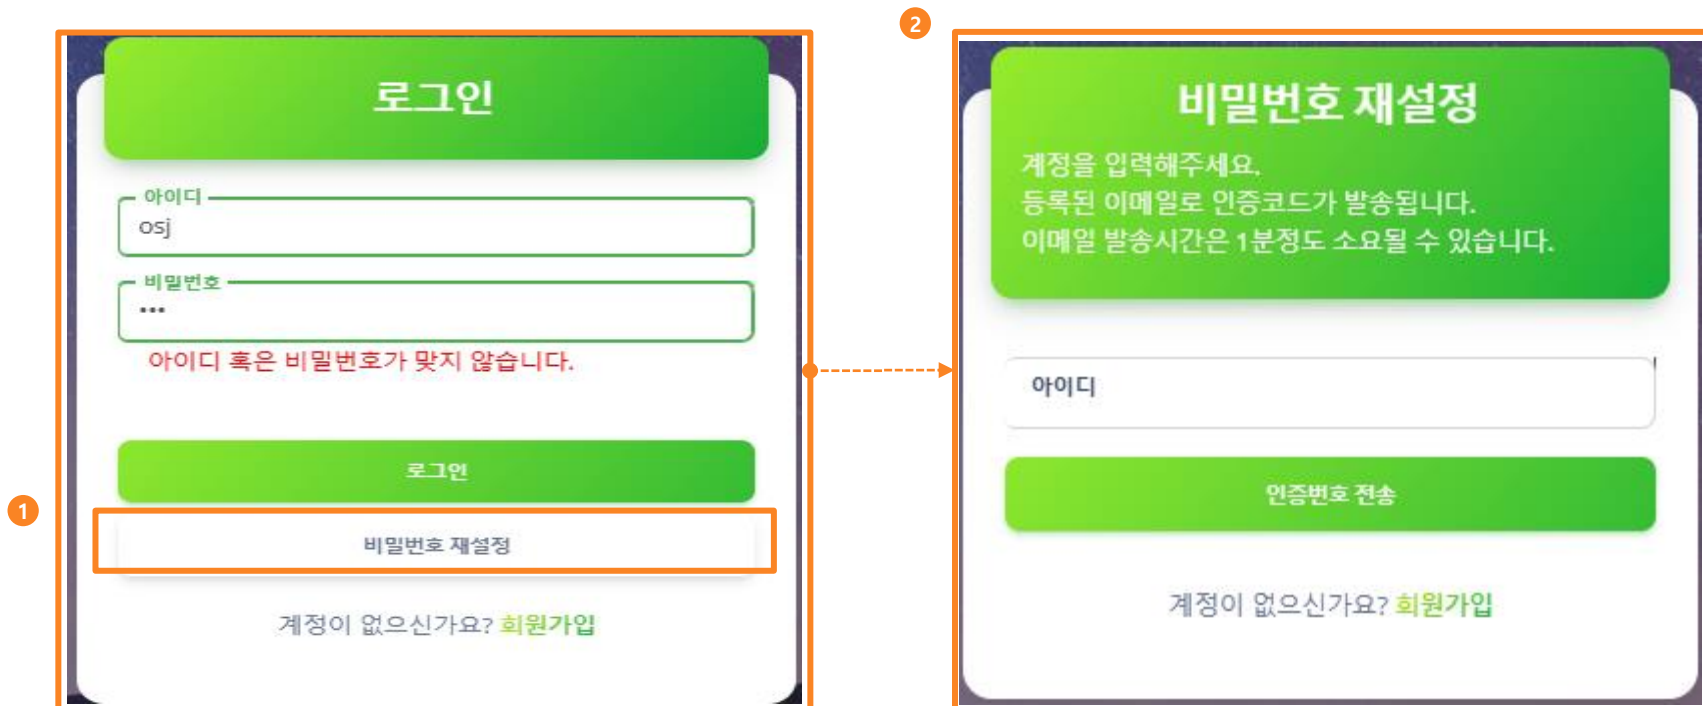 1
로그인
아이디
osj
비밀번호
•••
아이디 혹은 비밀번호가 맞지 않습니다.
로그인
비밀번호 재설정
계정이 없으신가요? 회원가입
2
비밀번호 재설정
계정을 입력해주세요.
등록된 이메일로 인증코드가 발송됩니다.
이메일 발송시간은 1분정도 소요될 수 있습니다.
아이디
인증번호 전송
계정이 없으신가요? 회원가입